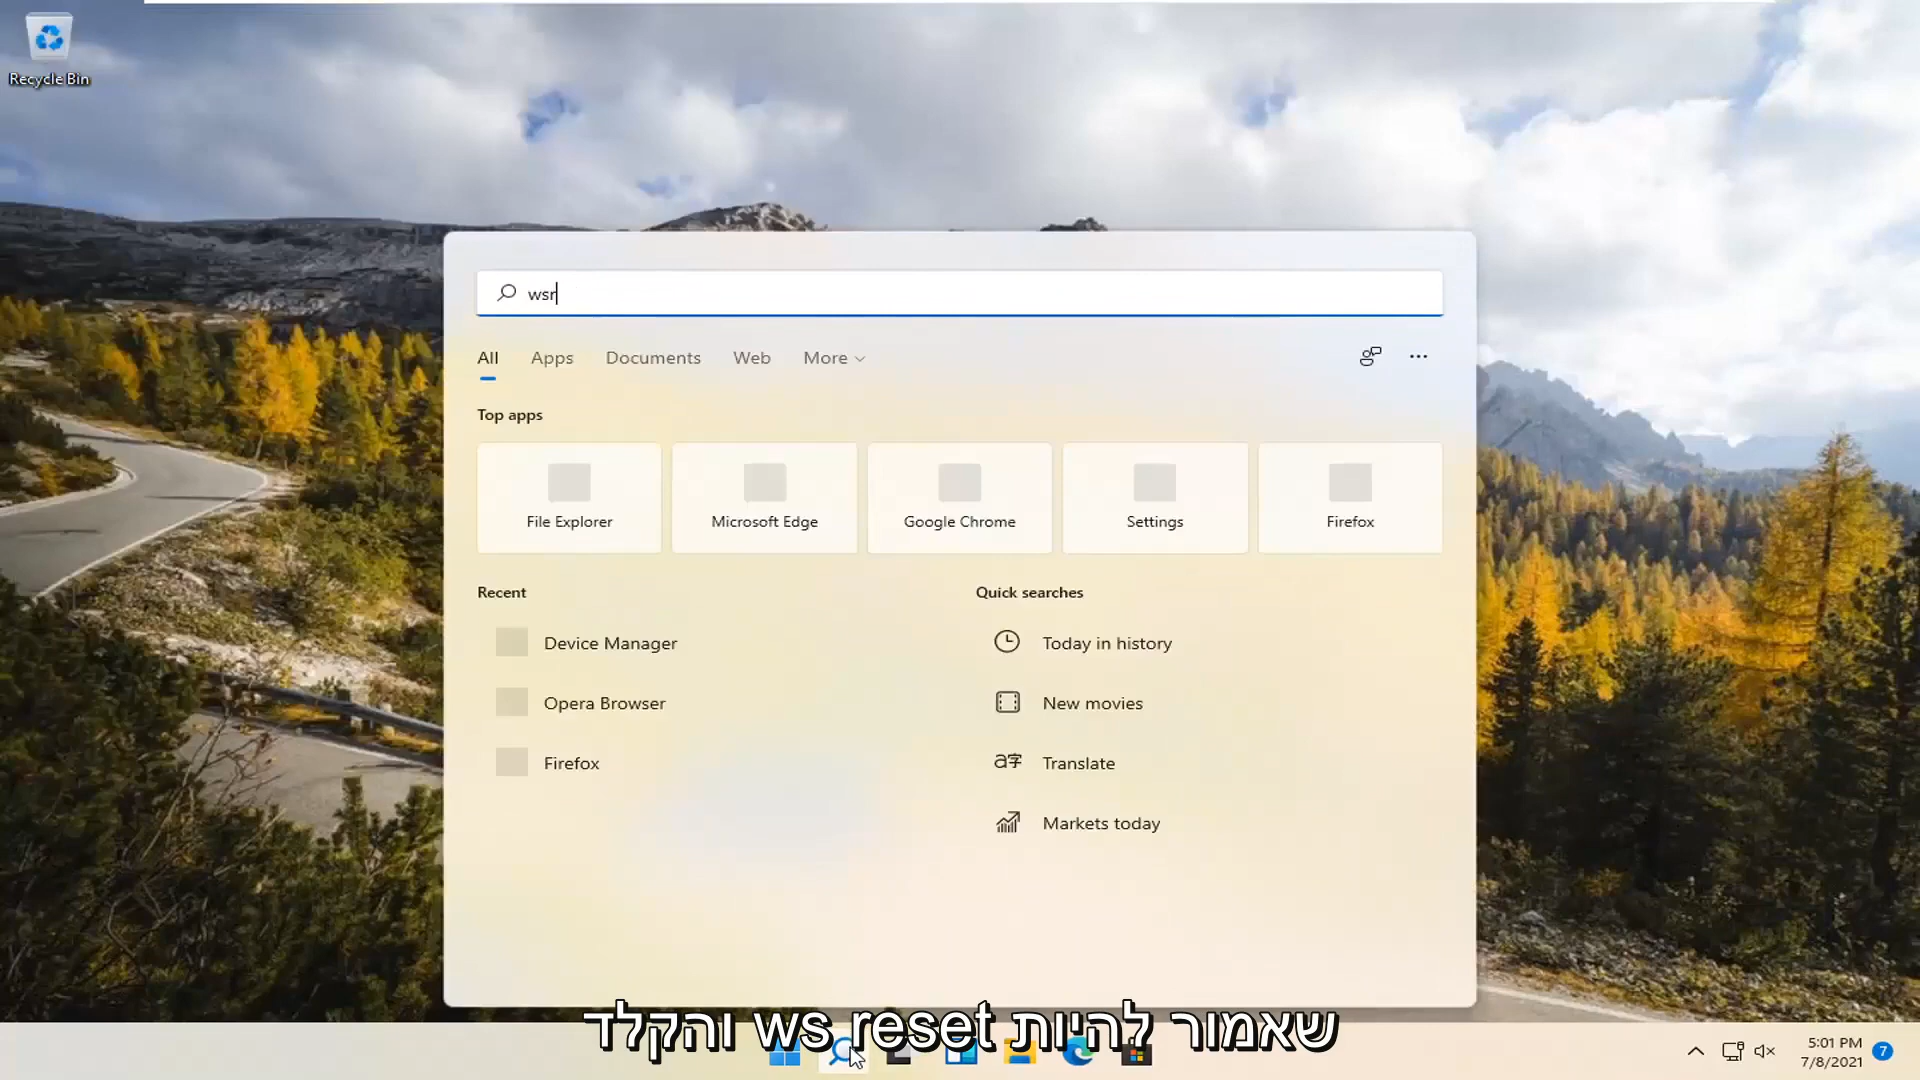 Recycle Bin
wsr
All
Apps
Documents
Web
More
Top apps
File Explorer
Microsoft Edge
Google Chrome
Settings
Firefox
Recent
Quick searches
Device Manager
Opera Browser
Firefox
Today in history
New movies
Translate
Markets today
והקלד ws reset שאמור להיות
5:01 PM
7/8/2021
7